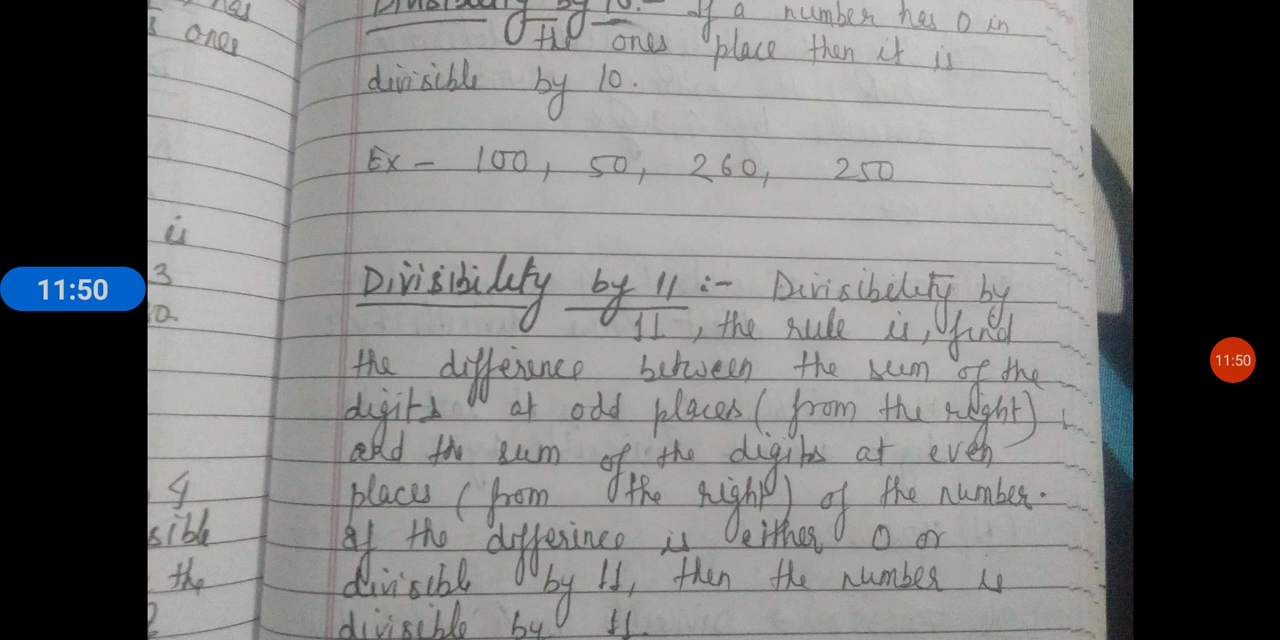 has
ones
Divisibility by 10:- If a number has 0 in
the ones place then it is
divisible by 10.
Ex - 100, 50, 260, 250
is
3
11:50
11:50
Divisibility by 11 :- Divisibility by
11, the rule is, find
the difference between the sum of the
digits at odd places (from the right)
and the sum of the digits at even
places (from the right) of the number.
4
If the difference is either 0 or
sible
divisible by 11, then the number is
the
divisible by 11.